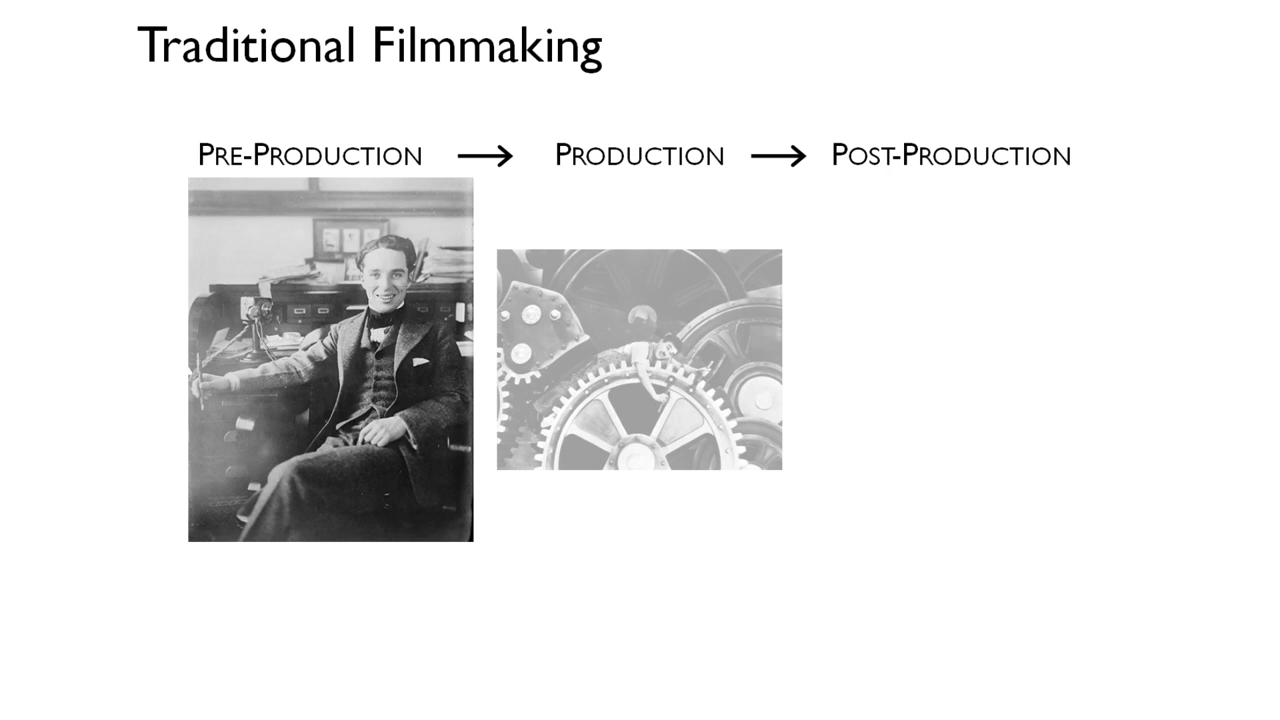 Traditional Filmmaking
PRE-PRODUCTION → PRODUCTION → POST-PRODUCTION